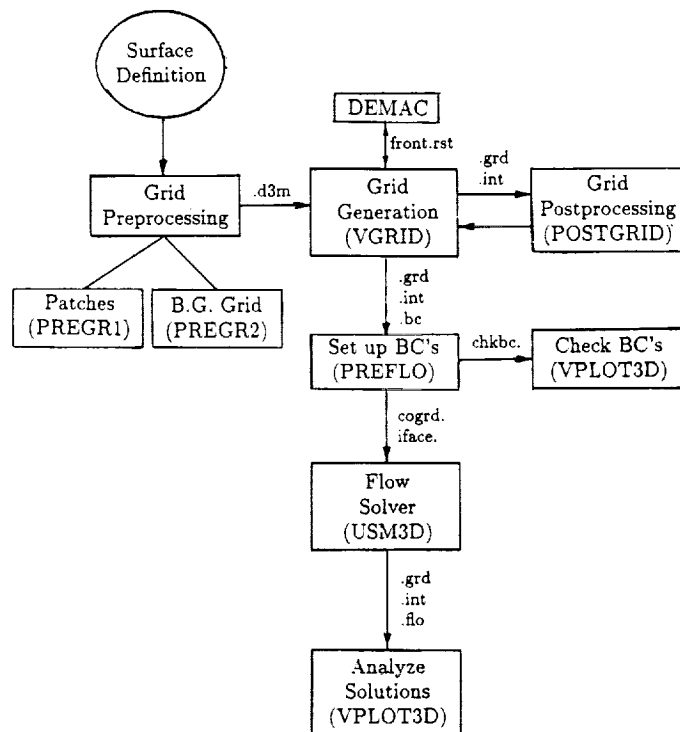 Surface
Definition
DEMAC
front.rst
.grd
.int
.d3m
Grid
Preprocessing
Grid
Generation
(VGRID)
Grid
Postprocessing
(POSTGRID)
Patches
(PREGR1)
B.G. Grid
(PREGR2)
.grd
.int
.bc
Set up BC's
(PREFLO)
chkbc.
Check BC's
(VPLOT3D)
cogrd.
iface.
Flow
Solver
(USM3D)
.grd
.int
.flo
Analyze
Solutions
(VPLOT3D)